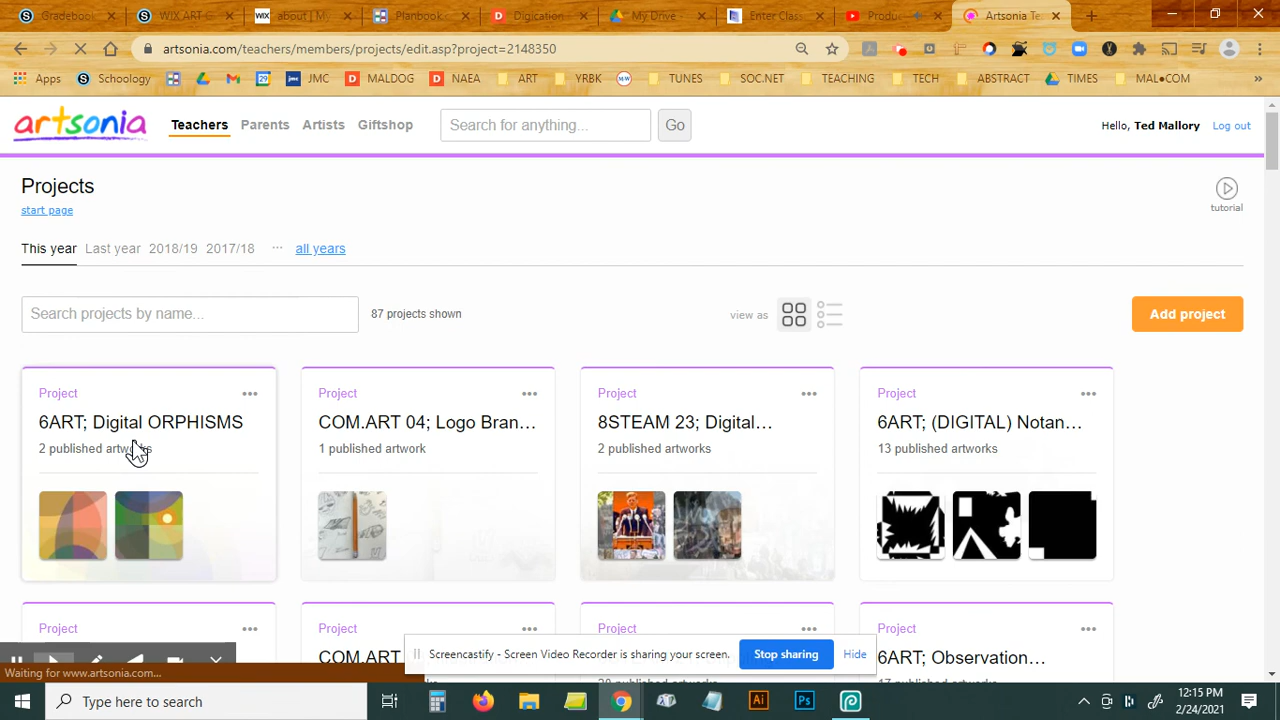 Gradebook
WIX ART G
about | My
Planbook
Digication
My Drive -
Enter Class
Produ
Artsonia Te
artsonia.com/teachers/members/projects/edit.asp?project=2148350
Apps Schoology JMC MALDOG NAEA ART YRBK TUNES SOC.NET TEACHING TECH ABSTRACT TIMES MAL•COM »
artsonia Teachers Parents Artists Giftshop Search for anything... Go Hello, Ted Mallory Log out
Projects
start page
tutorial
This year Last year 2018/19 2017/18 ... all years
Search projects by name... 87 projects shown view as Add project
Project
6ART; Digital ORPHISMS
2 published artworks
Project
COM.ART 04; Logo Bran...
1 published artwork
Project
8STEAM 23; Digital...
2 published artworks
Project
6ART; (DIGITAL) Notan...
13 published artworks
Project
Project
COM.ART
Project
Project
6ART; Observation...
Screencastify - Screen Video Recorder is sharing your screen. Stop sharing Hide
Waiting for www.artsonia.com...
Type here to search
12:15 PM
2/24/2021